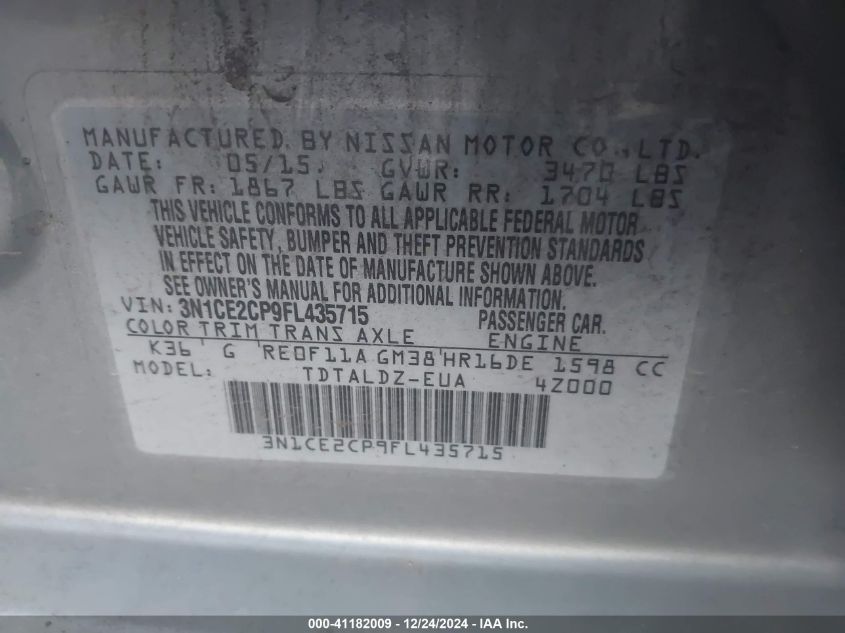 MANUFACTURED BY NISSAN MOTOR CO., LTD.
DATE: 05/15 GVWR: 3470 LBS
GAWR FR: 1867 LBS GAWR RR: 1704 LBS
THIS VEHICLE CONFORMS TO ALL APPLICABLE FEDERAL MOTOR
VEHICLE SAFETY, BUMPER AND THEFT PREVENTION STANDARDS
IN EFFECT ON THE DATE OF MANUFACTURE SHOWN ABOVE.
SEE OWNER'S MANUAL FOR ADDITIONAL INFORMATION.
VIN: 3N1CE2CP9FL435715 PASSENGER CAR.
COLOR TRIM TRANS AXLE ENGINE
K36 G RE0F11A GM38 HR16DE 1598 CC
MODEL: TDTALDZ-EUA 4Z000
3N1CE2CP9FL435715
000-41182009 - 12/24/2024 - IAA Inc.